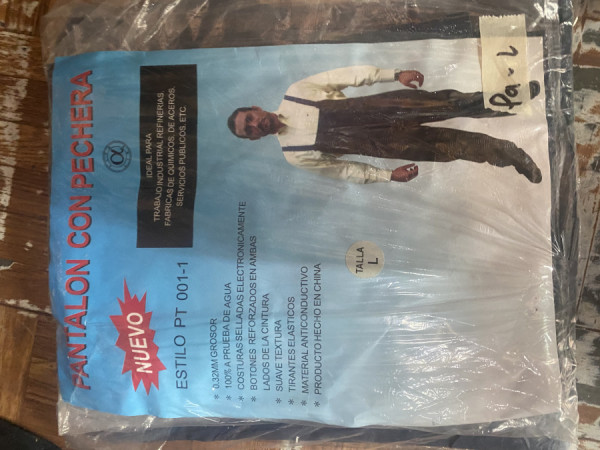 PANTALON CON PECHERA
α
IDEAL PARA
TRABAJO INDUSTRIAL REFINERIAS,
FABRICAS DE QUIMICOS, DE ACEROS,
SERVICIOS PUBLICOS, ETC
NUEVO
ESTILO PT 001-1
* 0.32MM GROSOR
* 100% A PRUEBA DE AGUA
* COSTURAS SELLADAS ELECTRONICAMENTE
* BOTONES REFORZADOS EN AMBAS
LADOS DE LA CINTURA
* SUAVE TEXTURA
* TIRANTES ELASTICOS
* MATERIAL ANTICONDUCTIVO
* PRODUCTO HECHO EN CHINA
TALLA
L
Pa - L